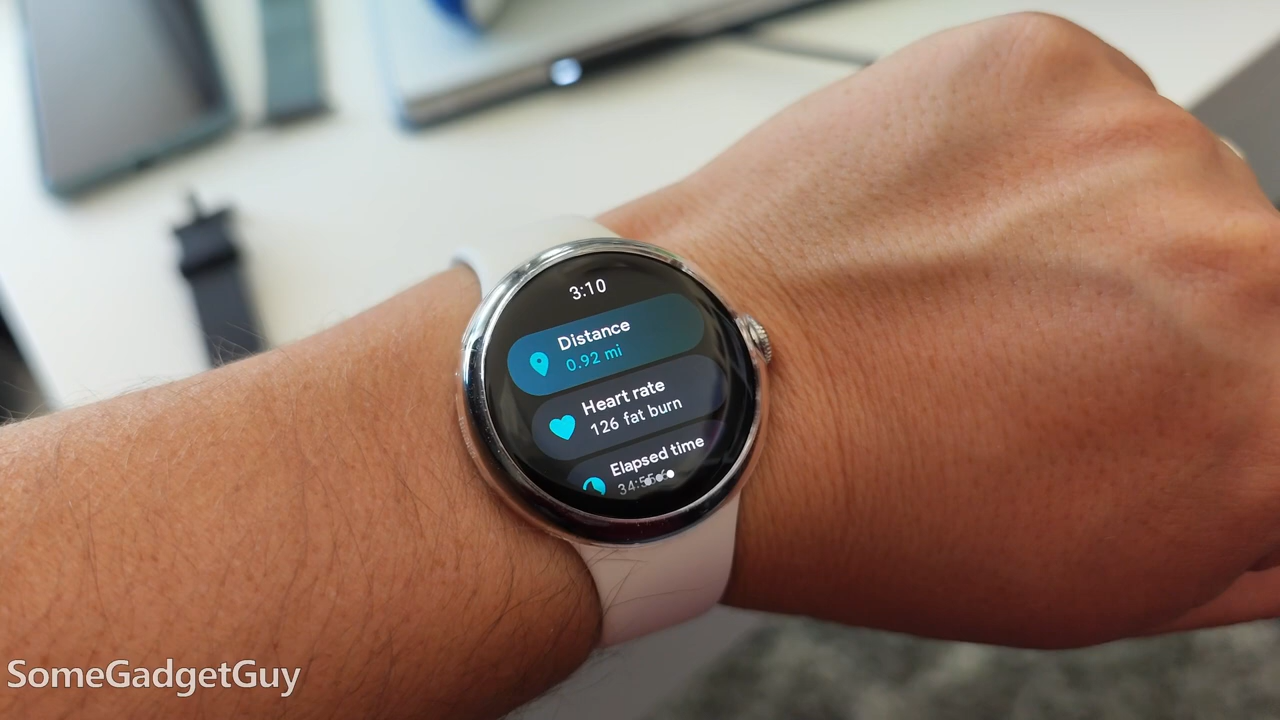 3:10
Distance
0.92 mi
Heart rate
126 fat burn
Elapsed time
SomeGadgetGuy